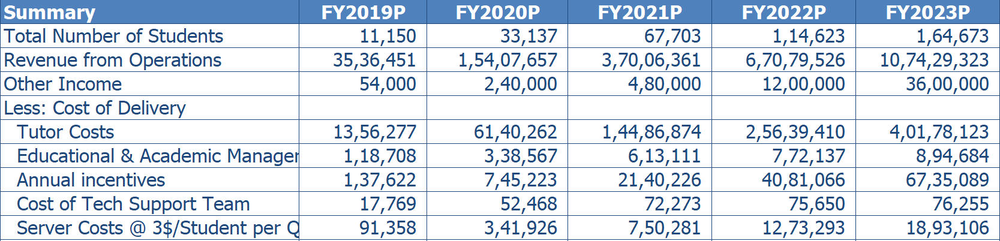 Summary FY2019P FY2020P FY2021P FY2022P FY2023P
Total Number of Students 11,150 33,137 67,703 1,14,623 1,64,673
Revenue from Operations 35,36,451 1,54,07,657 3,70,06,361 6,70,79,526 10,74,29,323
Other Income 54,000 2,40,000 4,80,000 12,00,000 36,00,000
Less: Cost of Delivery
Tutor Costs 13,56,277 61,40,262 1,44,86,874 2,56,39,410 4,01,78,123
Educational & Academic Manager 1,18,708 3,38,567 6,13,111 7,72,137 8,94,684
Annual incentives 1,37,622 7,45,223 21,40,226 40,81,066 67,35,089
Cost of Tech Support Team 17,769 52,468 72,273 75,650 76,255
Server Costs @ 3$/Student per Q 91,358 3,41,926 7,50,281 12,73,293 18,93,106